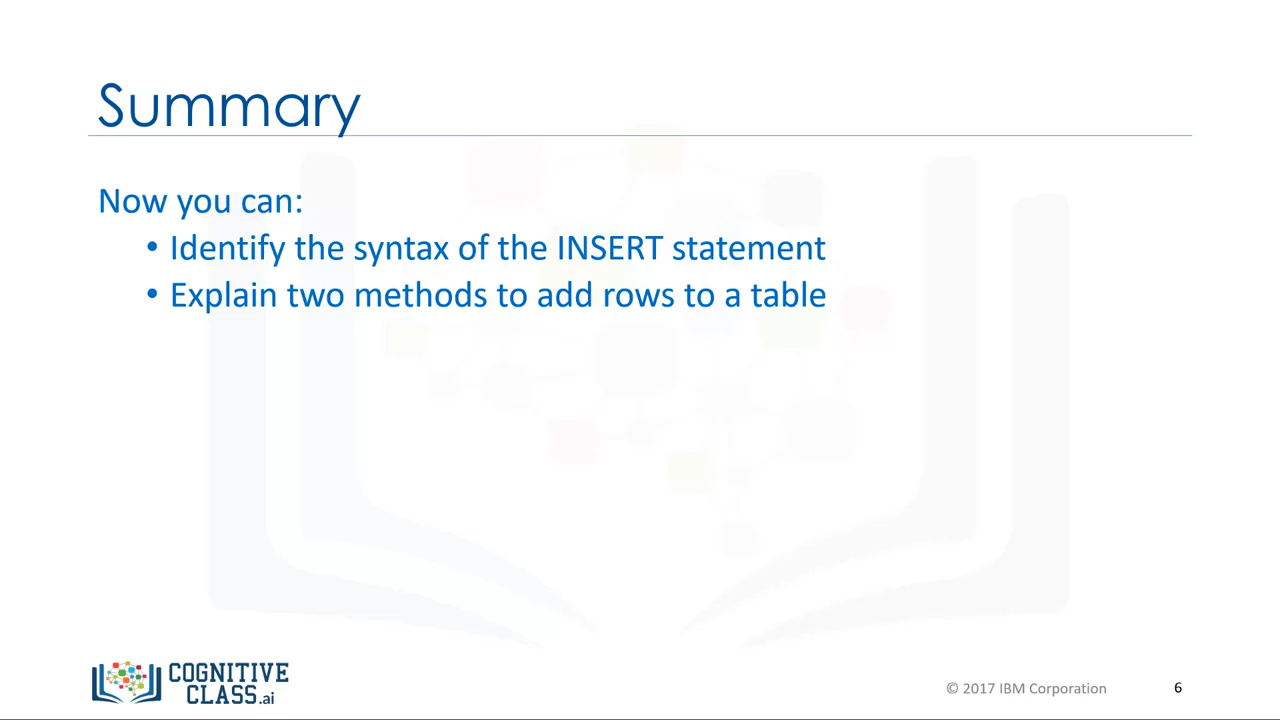 Summary
Now you can:
• Identify the syntax of the INSERT statement
• Explain two methods to add rows to a table
COGNITIVE
CLASS.ai
© 2017 IBM Corporation
6